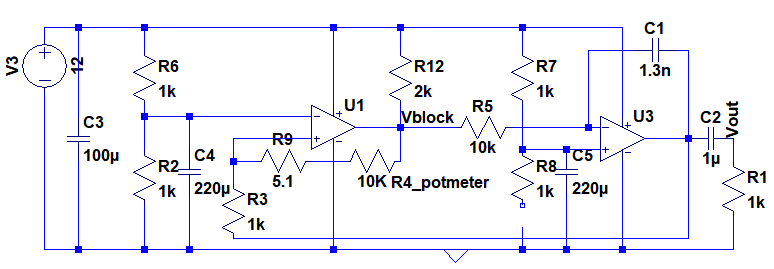 V3
12
C3
100µ
R6
1k
R2
1k
C4
220µ
R3
1k
R9
5.1
10K
R4_potmeter
U1
R12
2k
Vblock
R5
10k
R7
1k
R8
1k
C5
220µ
U3
C1
1.3n
C2
1µ
Vout
R1
1k